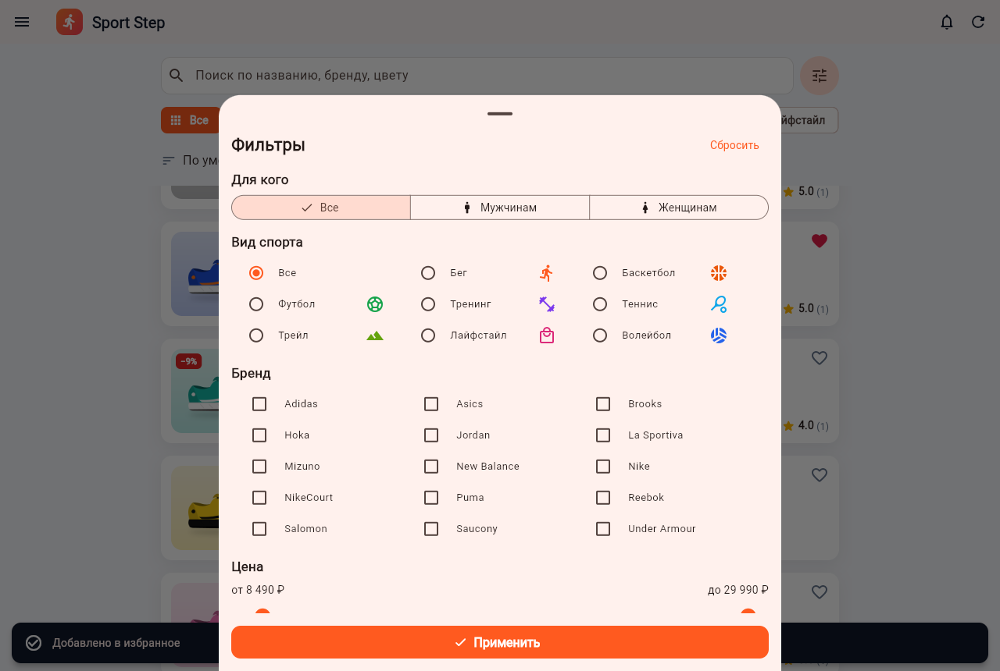 Sport Step
Поиск по названию, бренду, цвету
Все
йфстайл
По ум
Фильтры
Сбросить
Для кого
Все
Мужчинам
Женщинам
Вид спорта
Все
Бег
Баскетбол
Футбол
Тренинг
Теннис
Трейл
Лайфстайл
Волейбол
Бренд
Adidas
Asics
Brooks
Hoka
Jordan
La Sportiva
Mizuno
New Balance
Nike
NikeCourt
Puma
Reebok
Salomon
Saucony
Under Armour
Цена
от 8 490 ₽
до 29 990 ₽
Применить
5.0 (1)
5.0 (1)
−9%
4.0 (1)
Добавлено в избранное